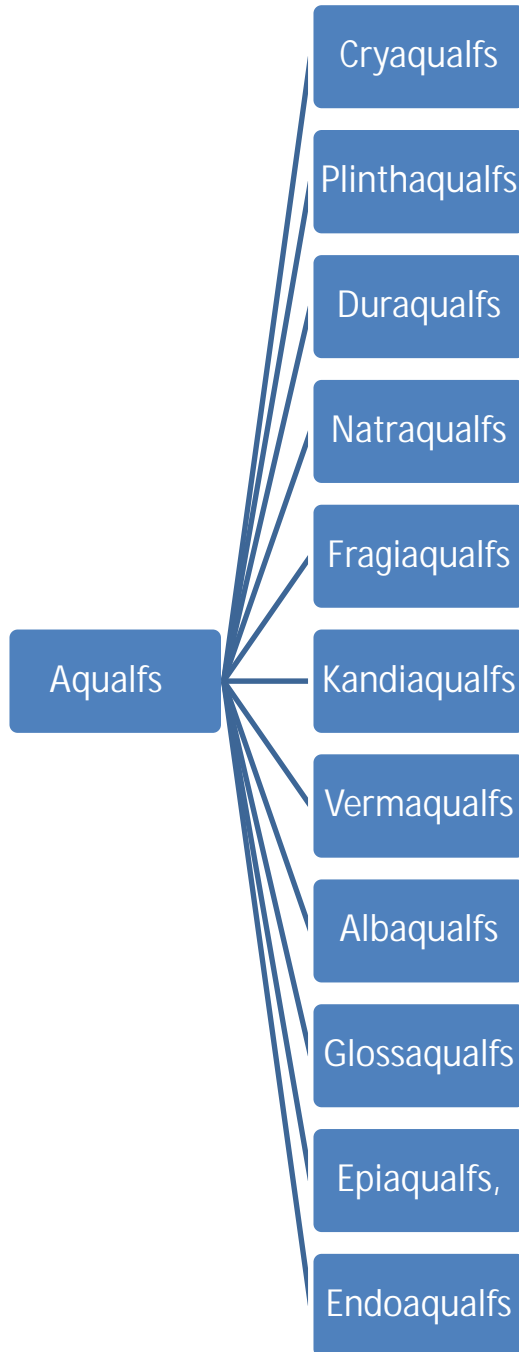 Cryaqualfs
Plinthaqualfs
Duraqualfs
Natraqualfs
Fragiaqualfs
Aqualfs
Kandiaqualfs
Vermaqualfs
Albaqualfs
Glossaqualfs
Epiaqualfs,
Endoaqualfs